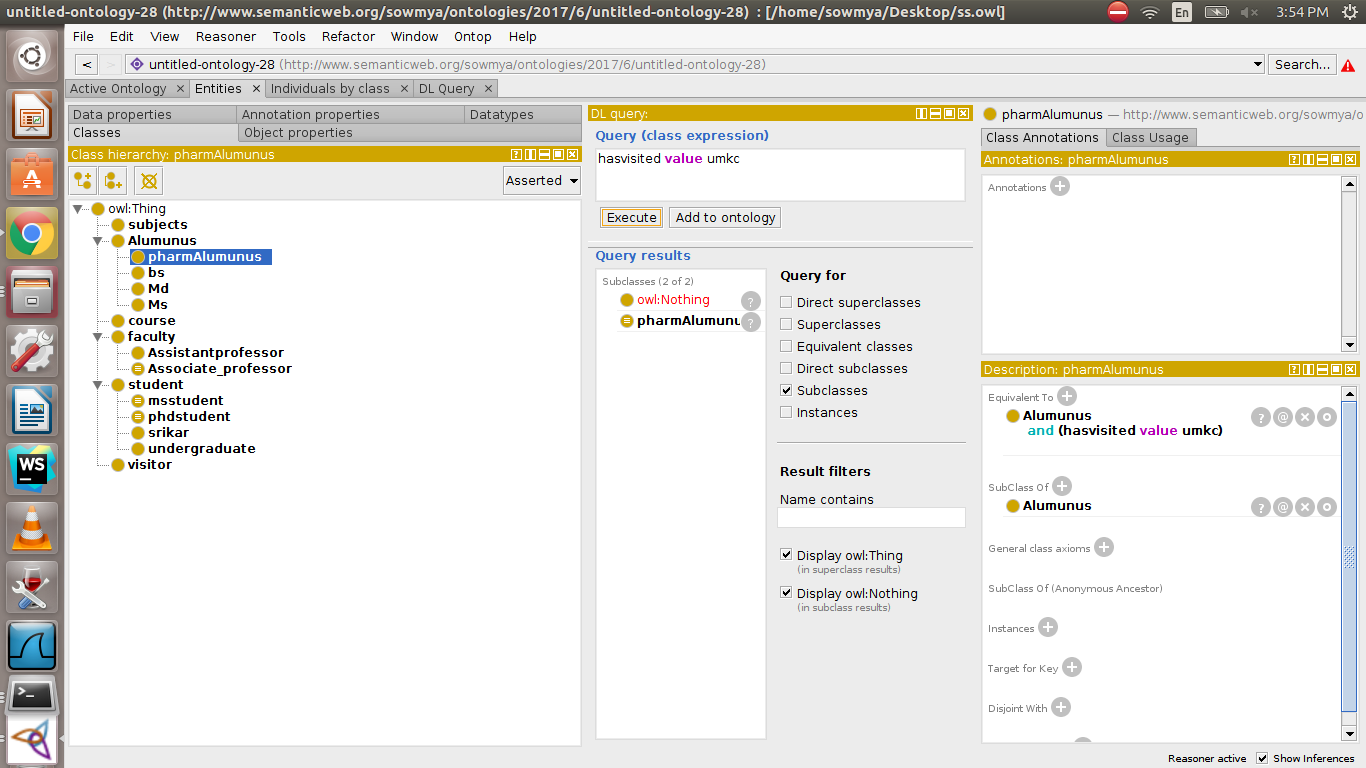 untitled-ontology-28 (http://www.semanticweb.org/sowmya/ontologies/2017/6/untitled-ontology-28)  : [/home/sowmya/Desktop/ss.owl]
En
3:54 PM
File Edit View Reasoner Tools Refactor Window Ontop Help
< > untitled-ontology-28 (http://www.semanticweb.org/sowmya/ontologies/2017/6/untitled-ontology-28) Search...
Active Ontology × Entities × Individuals by class × DL Query ×
Data properties Annotation properties Datatypes
Classes Object properties
Class hierarchy: pharmAlumunus
Asserted
owl:Thing
subjects
Alumunus
pharmAlumunus
bs
Md
Ms
course
faculty
Assistantprofessor
Associate_professor
student
msstudent
phdstudent
srikar
undergraduate
visitor
DL query:
Query (class expression)
hasvisited value umkc
Execute Add to ontology
Query results
Subclasses (2 of 2)
owl:Nothing ?
pharmAlumunu ?
Query for
Direct superclasses
Superclasses
Equivalent classes
Direct subclasses
Subclasses
Instances
Result filters
Name contains
Display owl:Thing
(in superclass results)
Display owl:Nothing
(in subclass results)
pharmAlumunus — http://www.semanticweb.org/sowmya/o
Class Annotations Class Usage
Annotations: pharmAlumunus
Annotations +
Description: pharmAlumunus
Equivalent To +
Alumunus
and (hasvisited value umkc)
? @ × o
SubClass Of +
Alumunus
? @ × o
General class axioms +
SubClass Of (Anonymous Ancestor)
Instances +
Target for Key +
Disjoint With +
Reasoner active Show Inferences
WS